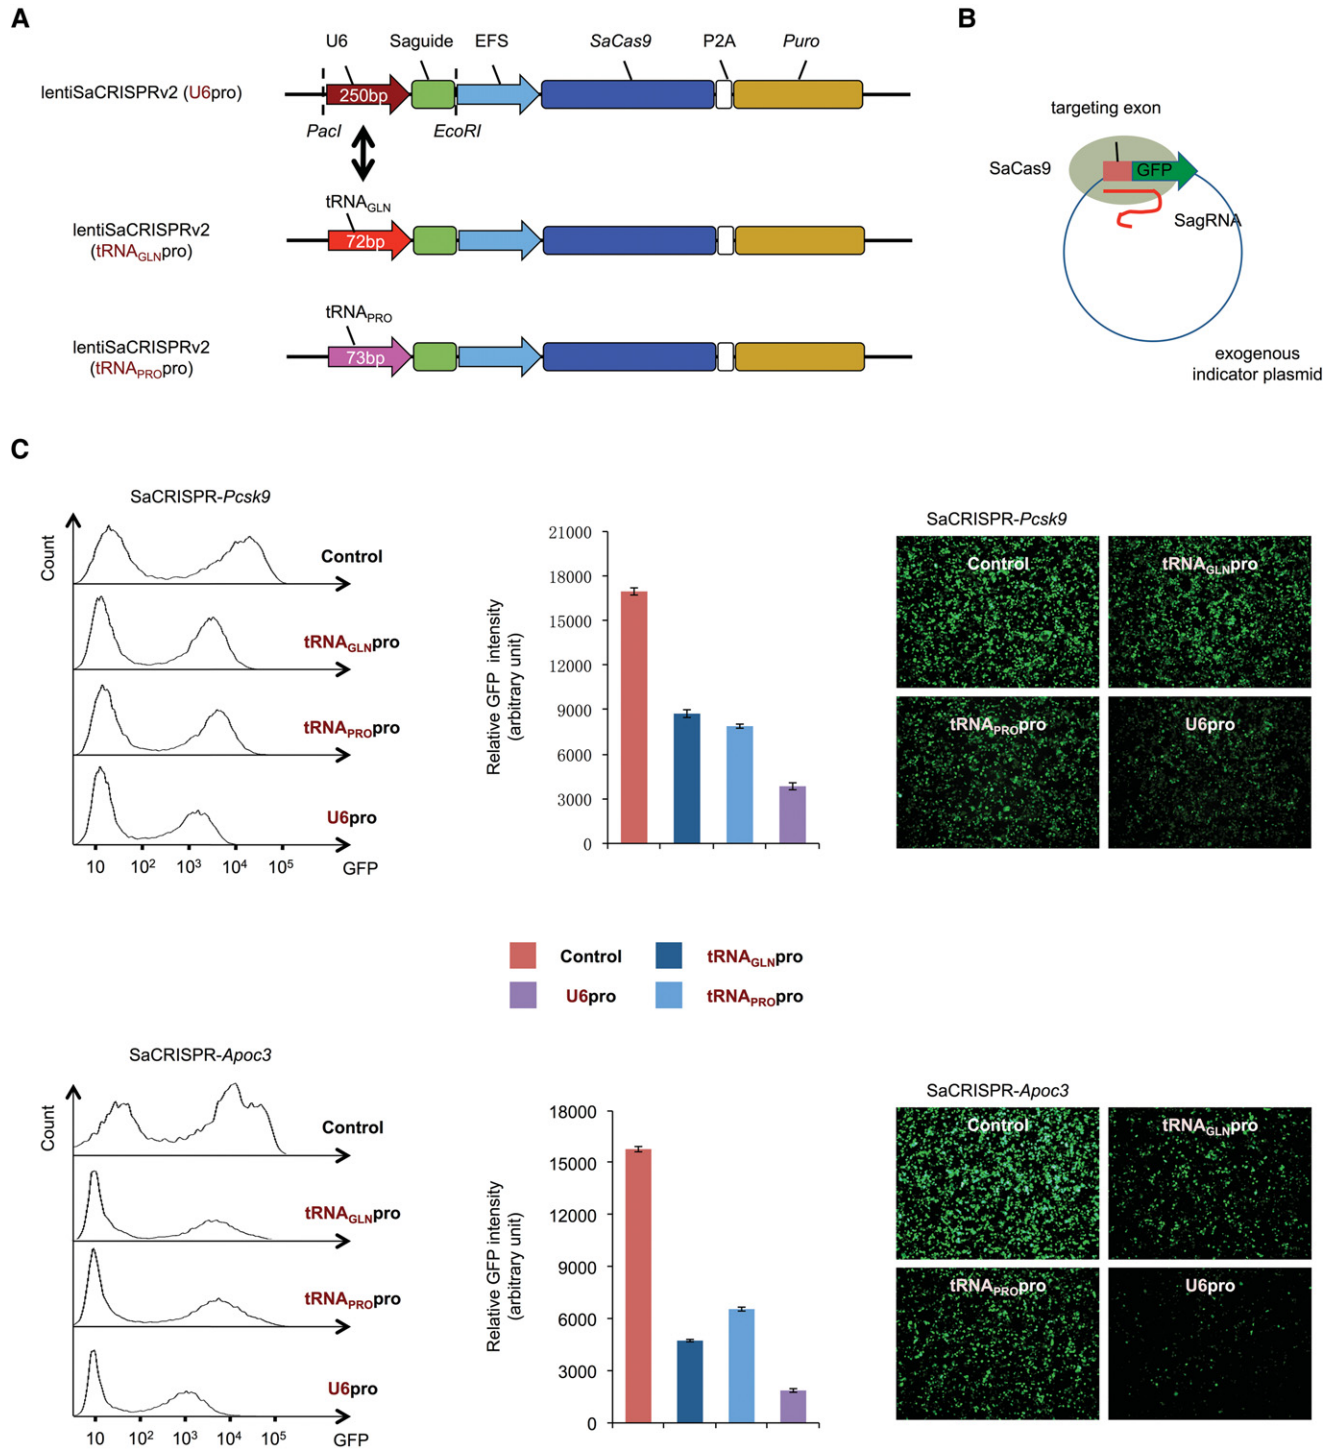 A
U6 Saguide EFS SaCas9 P2A Puro
lentiSaCRISPRv2 (U6pro)
250bp
PacI EcoRI
tRNAGLN
lentiSaCRISPRv2
(tRNAGLNpro)
72bp
tRNAPRO
lentiSaCRISPRv2
(tRNAPROpro)
73bp
B
targeting exon
SaCas9
GFP
SagRNA
exogenous
indicator plasmid
C
SaCRISPR-Pcsk9
Count
Control
tRNAGLNpro
tRNAPROpro
U6pro
10 10² 10³ 10⁴ 10⁵ GFP
Relative GFP intensity
(arbitrary unit)
21000
18000
15000
12000
9000
6000
3000
0
SaCRISPR-Pcsk9
Control tRNAGLNpro
tRNAPROpro U6pro
Control tRNAGLNpro
U6pro tRNAPROpro
SaCRISPR-Apoc3
Count
Control
tRNAGLNpro
tRNAPROpro
U6pro
10 10² 10³ 10⁴ 10⁵ GFP
Relative GFP intensity
(arbitrary unit)
18000
15000
12000
9000
6000
3000
0
SaCRISPR-Apoc3
Control tRNAGLNpro
tRNAPROpro U6pro